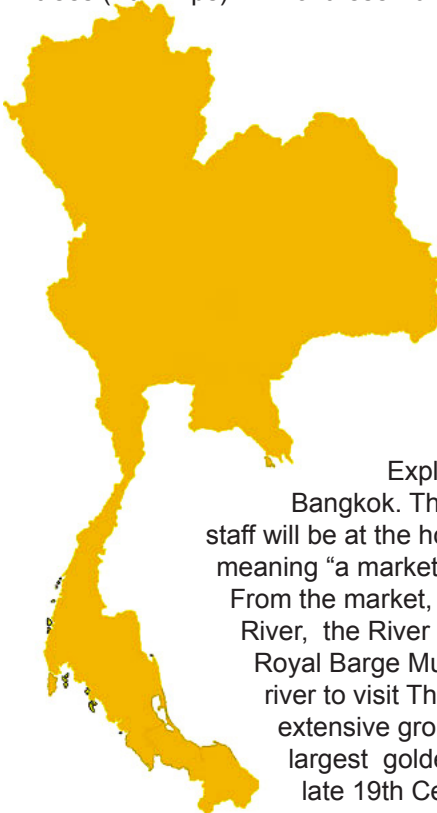 Expl
Bangkok. Th
staff will be at the ho
meaning “a market
From the market,
River, the River
Royal Barge Mu
river to visit Th
extensive gro
largest golde
late 19th Ce